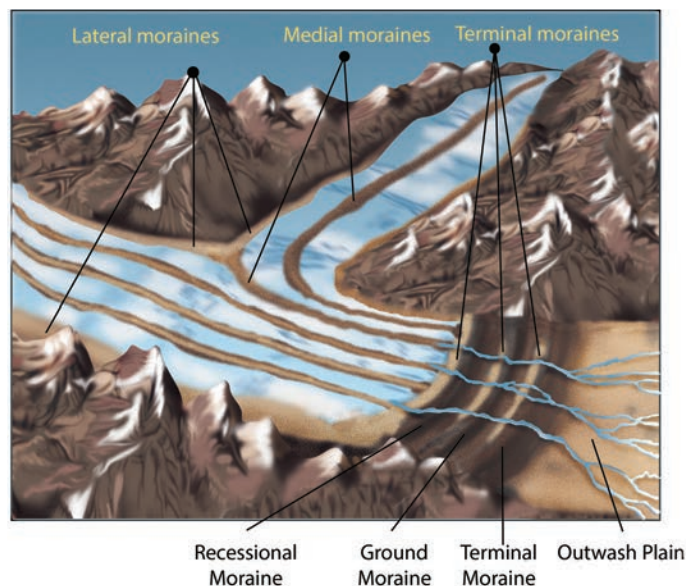 Lateral moraines
Medial moraines
Terminal moraines
Recessional
Moraine
Ground
Moraine
Terminal
Moraine
Outwash Plain